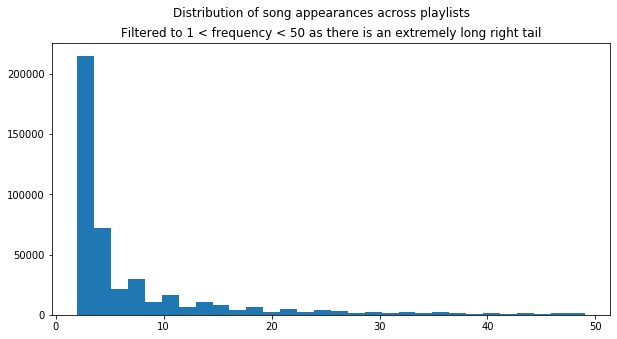 Distribution of song appearances across playlists
Filtered to 1 < frequency < 50 as there is an extremely long right tail
200000
150000
100000
50000
0
0 10 20 30 40 50